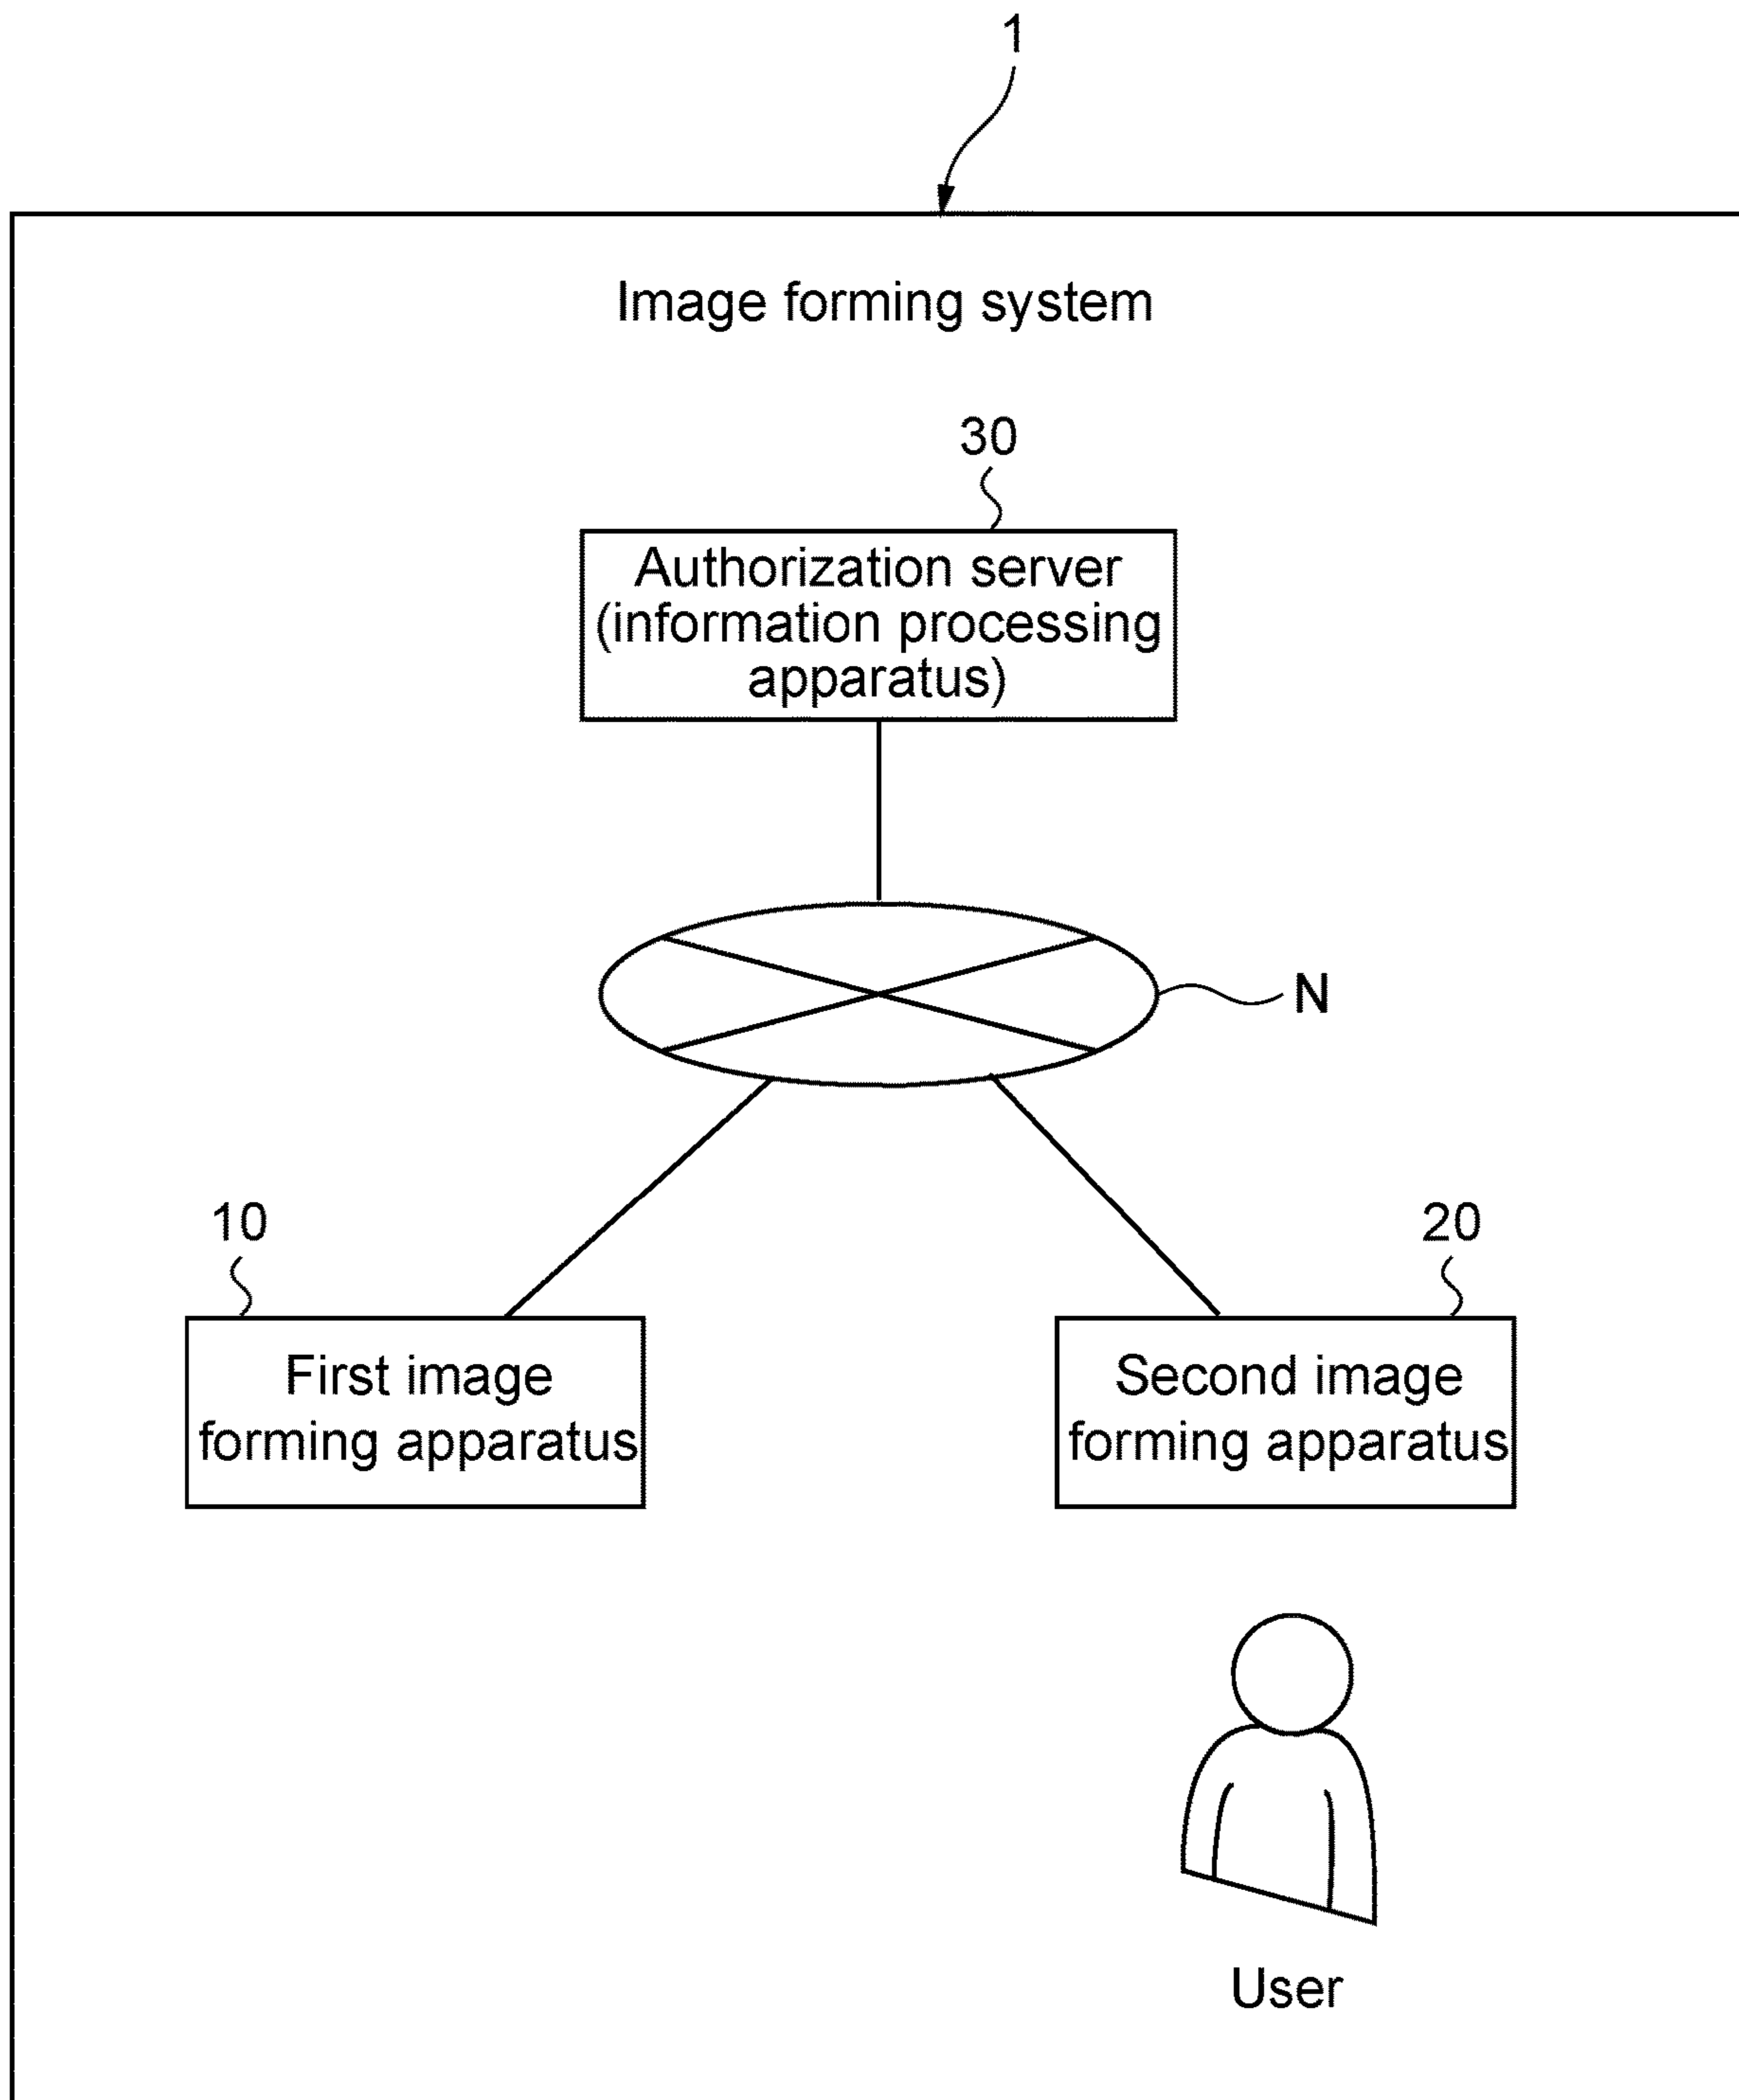 1
Image forming system
30
Authorization server
(information processing
apparatus)
N
10
20
First image
forming apparatus
Second image
forming apparatus
User